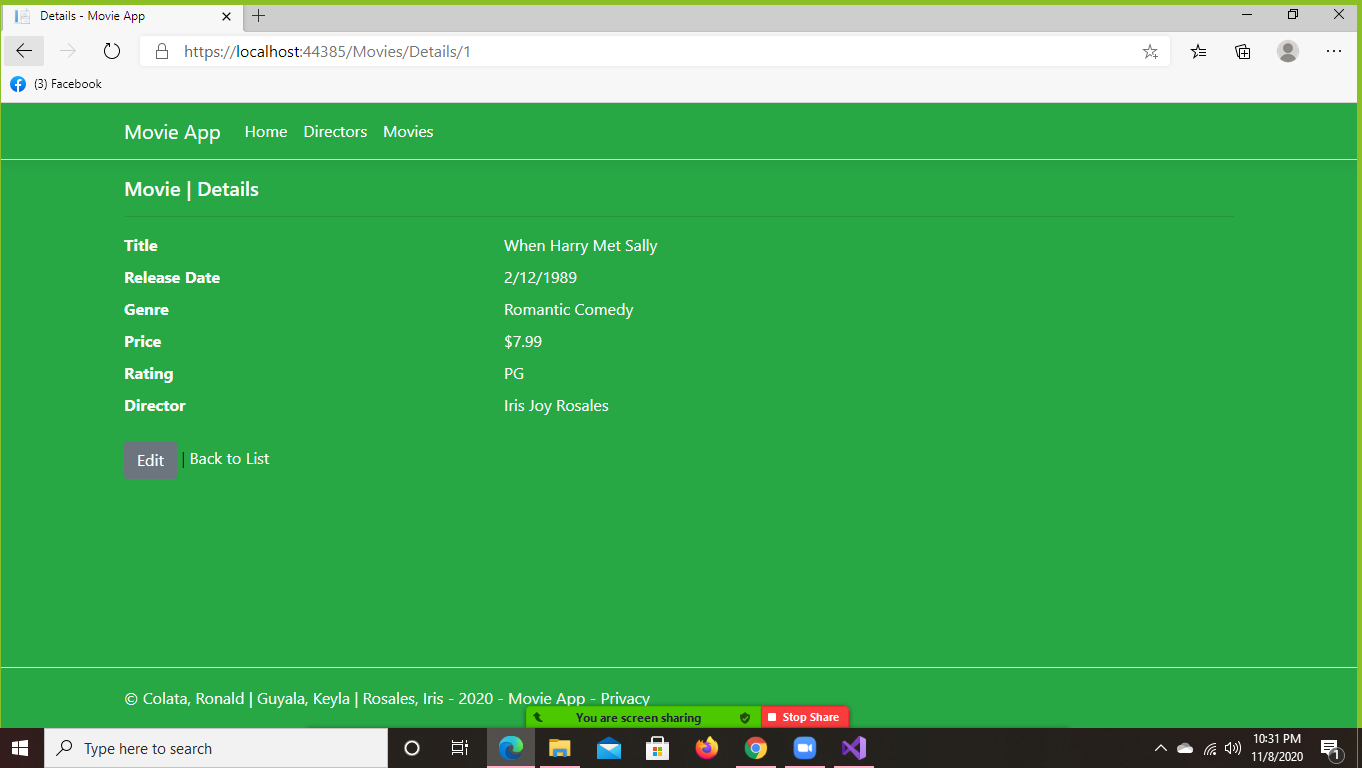 Details - Movie App
https://localhost:44385/Movies/Details/1
(3) Facebook
Movie App Home Directors Movies
Movie | Details
Title When Harry Met Sally
Release Date 2/12/1989
Genre Romantic Comedy
Price $7.99
Rating PG
Director Iris Joy Rosales
Edit | Back to List
© Colata, Ronald | Guyala, Keyla | Rosales, Iris - 2020 - Movie App - Privacy
You are screen sharing Stop Share
Type here to search
10:31 PM
11/8/2020
1